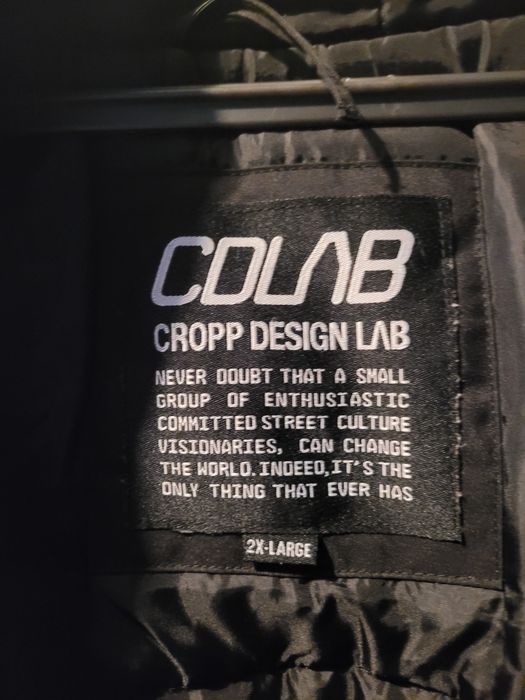 CDLAB
CROPP DESIGN LAB
NEVER DOUBT THAT A SMALL
GROUP OF ENTHUSIASTIC
COMMITTED STREET CULTURE
VISIONARIES, CAN CHANGE
THE WORLD. INDEED, IT'S THE
ONLY THING THAT EVER HAS
2X-LARGE